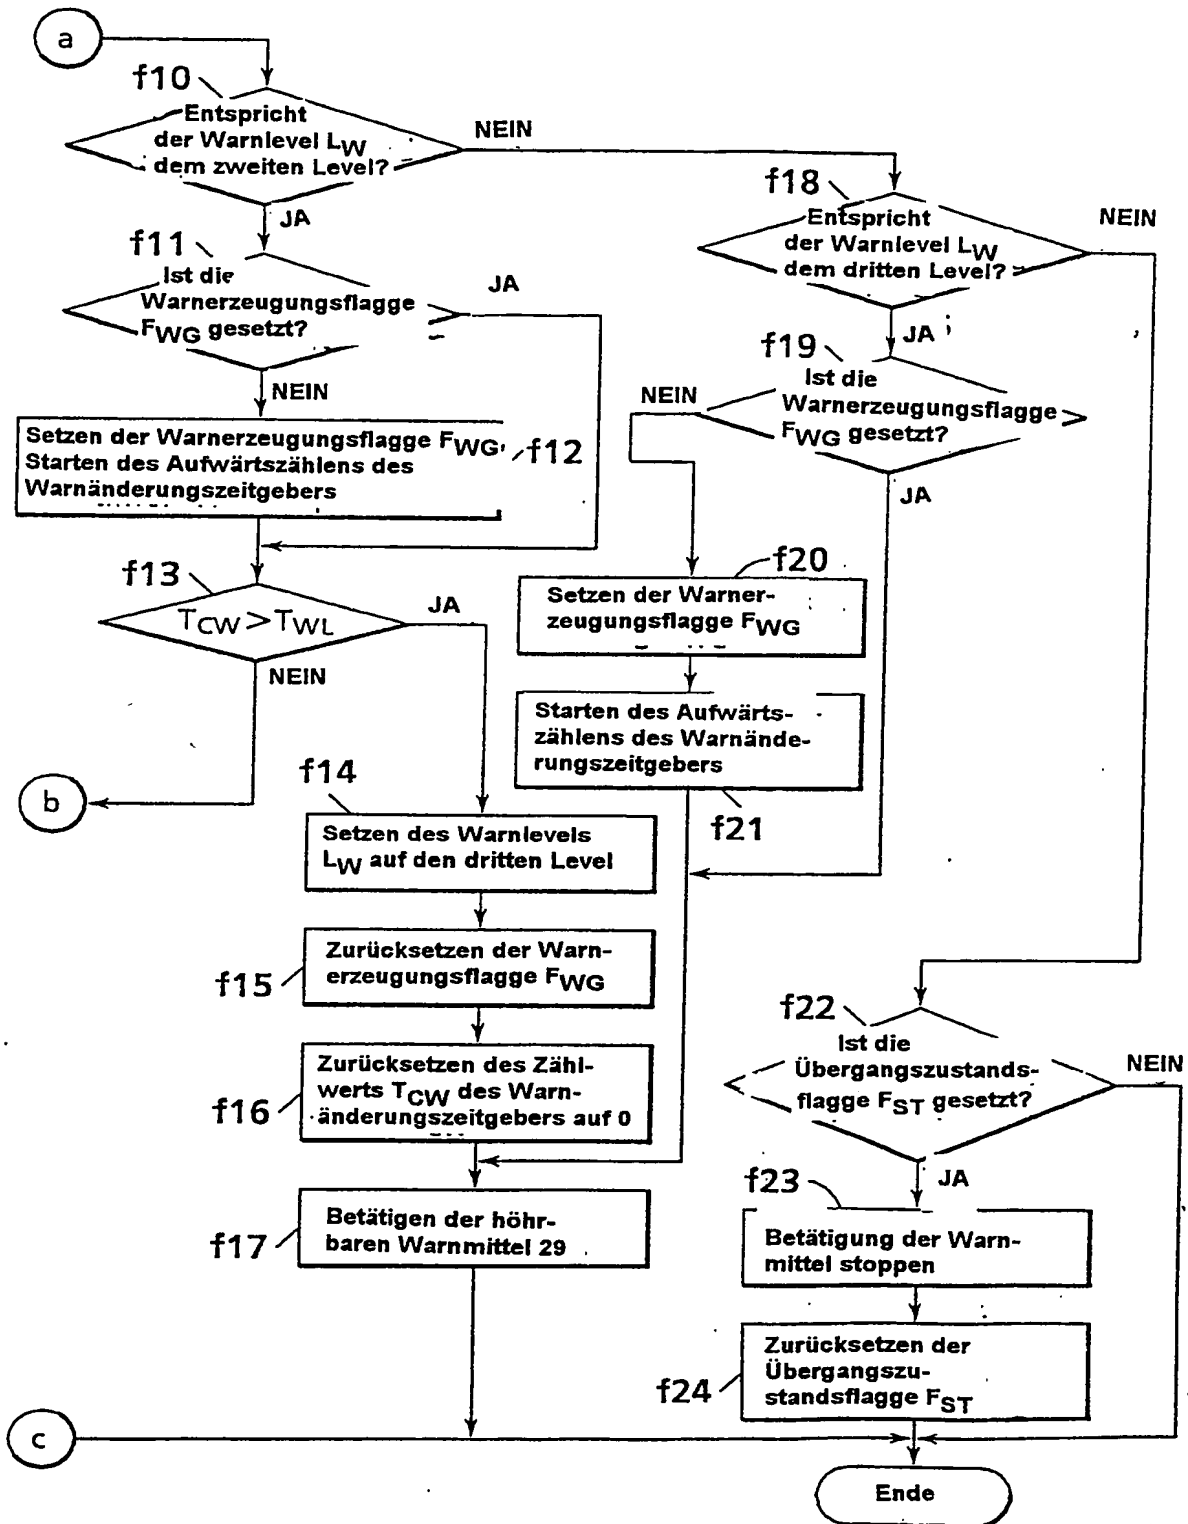 a
f10
Entspricht
der Warnlevel LW
dem zweiten Level?
NEIN
JA
f11
Ist die
Warnerzeugungsflagge
FWG gesetzt?
JA
NEIN
Setzen der Warnerzeugungsflagge FWG,
Starten des Aufwärtszählens des
Warnänderungszeitgebers
f12
f13
TCW > TWL
JA
NEIN
b
f14
Setzen des Warnlevels
LW auf den dritten Level
f15
Zurücksetzen der Warn-
erzeugungsflagge FWG
f16
Zurücksetzen des Zähl-
werts TCW des Warn-
änderungszeitgebers auf 0
f17
Betätigen der höhr-
baren Warnmittel 29
f18
Entspricht
der Warnlevel LW
dem dritten Level?
NEIN
JA
f19
Ist die
Warnerzeugungsflagge
FWG gesetzt?
NEIN
JA
f20
Setzen der Warner-
zeugungsflagge FWG
Starten des Aufwärts-
zählens des Warnände-
rungszeitgebers
f21
f22
Ist die
Übergangszustands-
flagge FST gesetzt?
NEIN
JA
f23
Betätigung der Warn-
mittel stoppen
f24
Zurücksetzen der
Übergangszu-
standsflagge FST
c
Ende